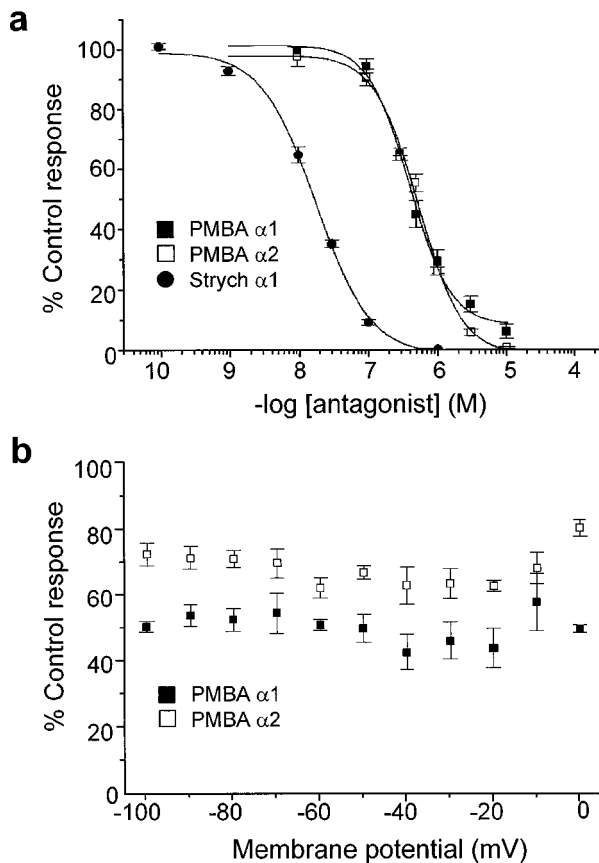 a
% Control response
100
80
60
40
20
0
PMBA α1
PMBA α2
Strych α1
10 9 8 7 6 5 4
-log [antagonist] (M)
b
% Control response
100
80
60
40
20
0
PMBA α1
PMBA α2
-100 -80 -60 -40 -20 0
Membrane potential (mV)